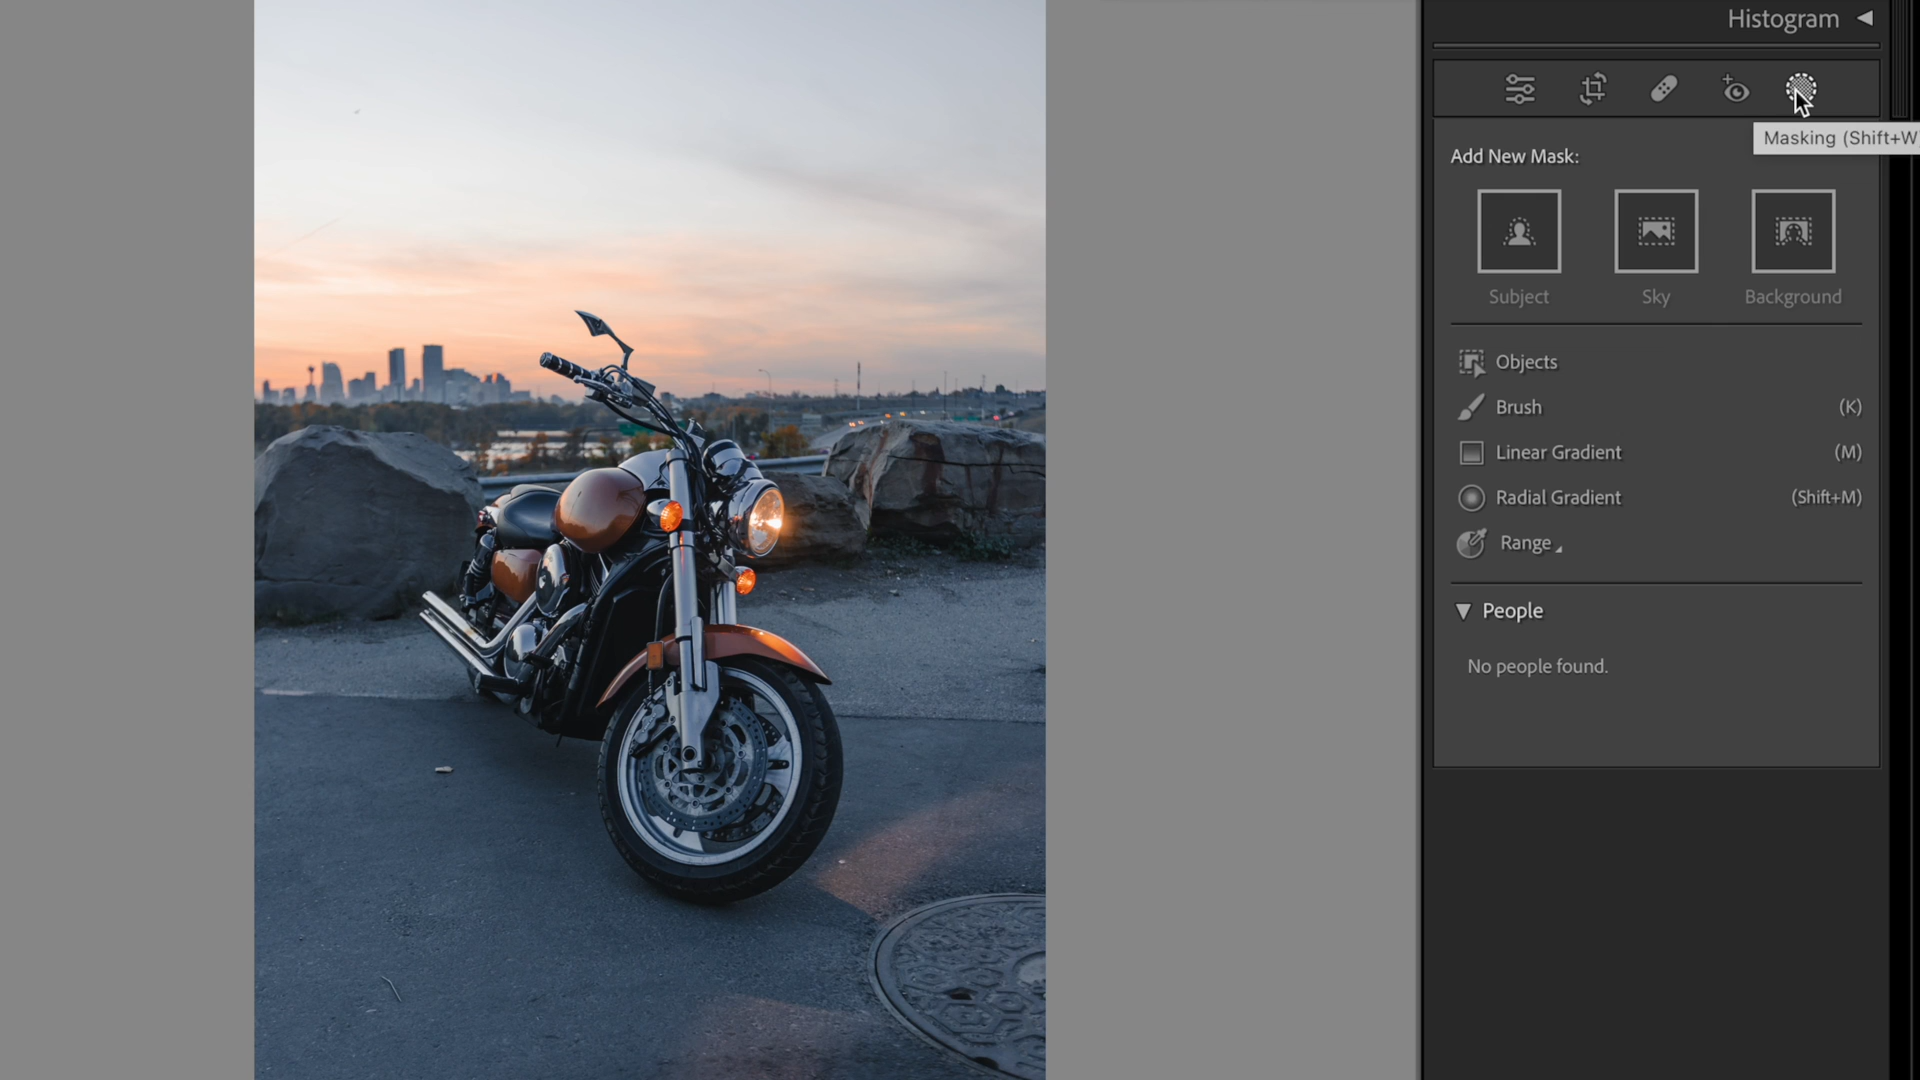 Histogram
Masking (Shift+W
Add New Mask:
Subject Sky Background
Objects
Brush (K)
Linear Gradient (M)
Radial Gradient (Shift+M)
Range
People
No people found.